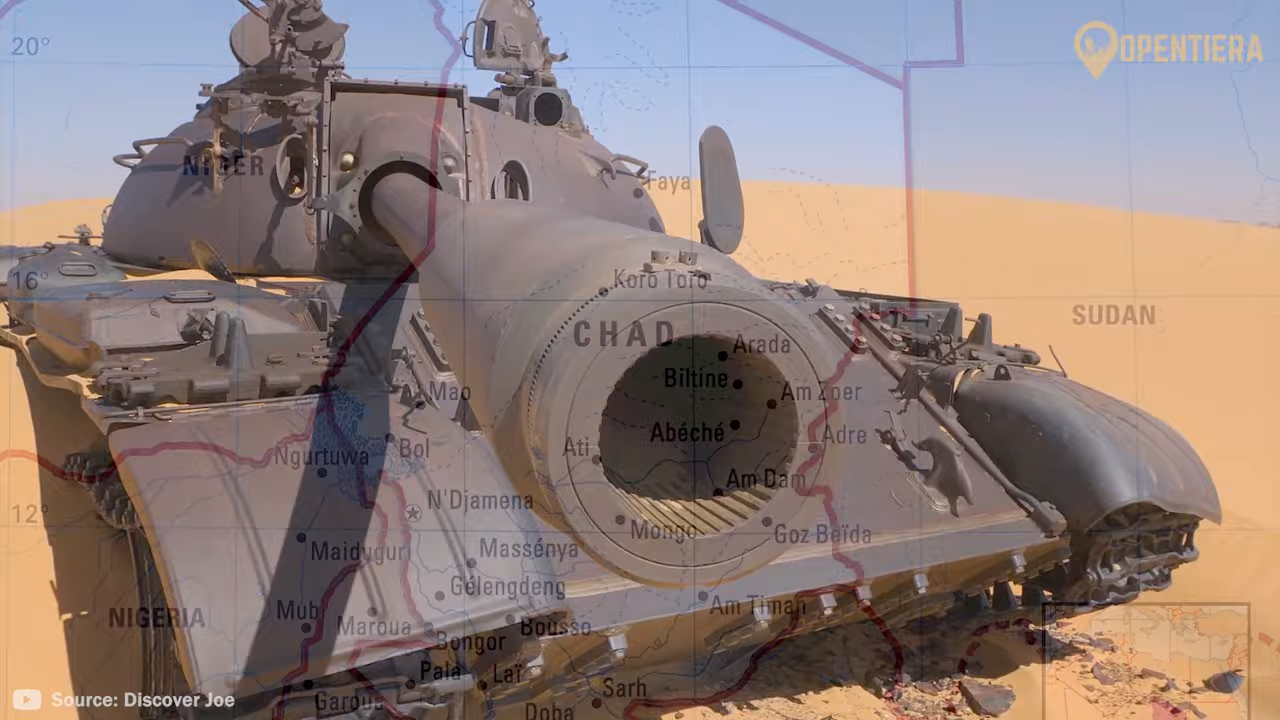 20°
OPENTIERA
NIGER
Faya
16°
Koro Toro
CHAD
SUDAN
Arada
Biltine
Mao
Am Zoer
Abéché
Adre
Ati
Bol
Ngurtuwa
Am Dam
N'Djamena
12°
Mongo
Goz Beïda
Maiduguri
Massénya
Gélengdeng
Am Timan
NIGERIA
Mubi
Maroua
Bousso
Bongor
Pala
Laï
Sarh
Garoua
Doba
Source: Discover Joe